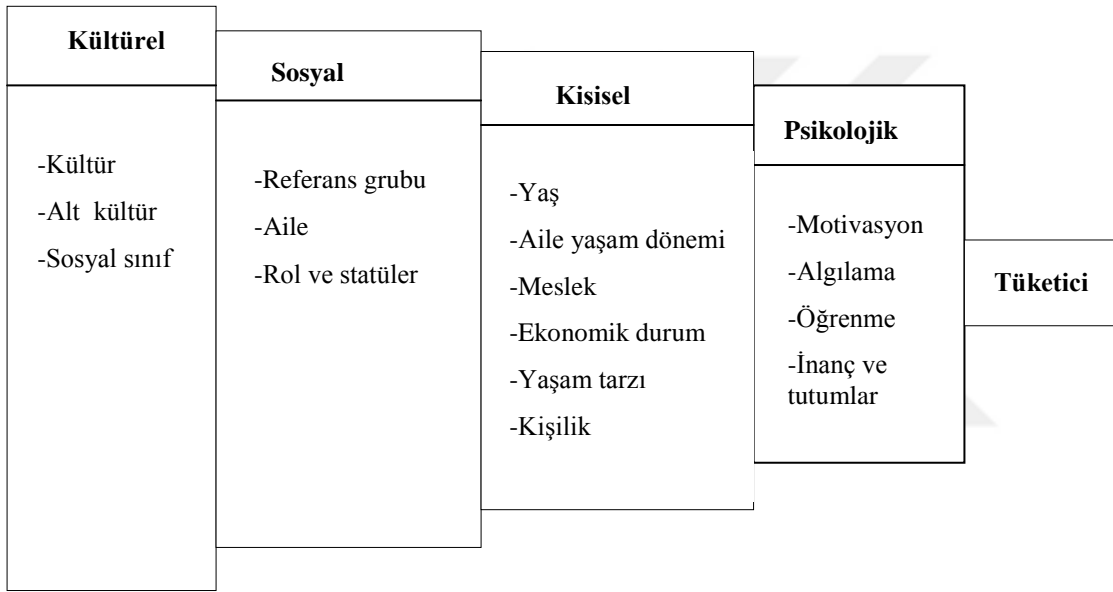 Kültürel
-Kültür
-Alt kültür
-Sosyal sınıf
Sosyal
-Referans grubu
-Aile
-Rol ve statüler
Kisisel
-Yaş
-Aile yaşam dönemi
-Meslek
-Ekonomik durum
-Yaşam tarzı
-Kişilik
Psikolojik
-Motivasyon
-Algılama
-Öğrenme
-İnanç ve
tutumlar
Tüketici